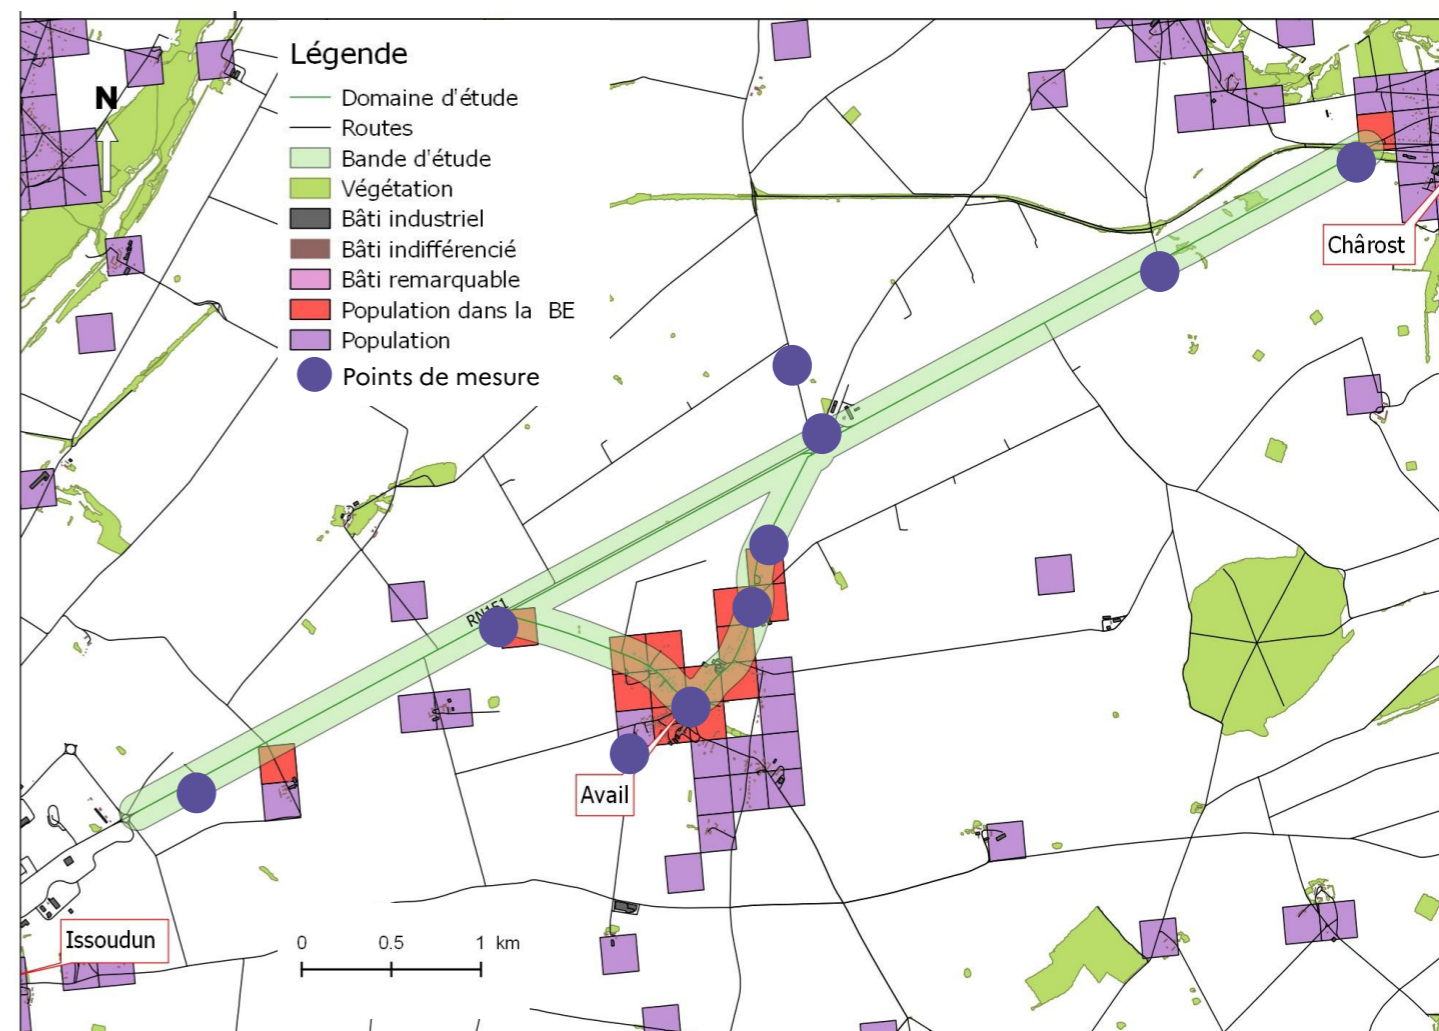 Légende
N
Domaine d'étude
Routes
Bande d'étude
Végétation
Bâti industriel
Bâti indifférencié
Bâti remarquable
Population dans la BE
Population
Points de mesure
Chârost
RN151
Avail
Issoudun
0 0.5 1 km